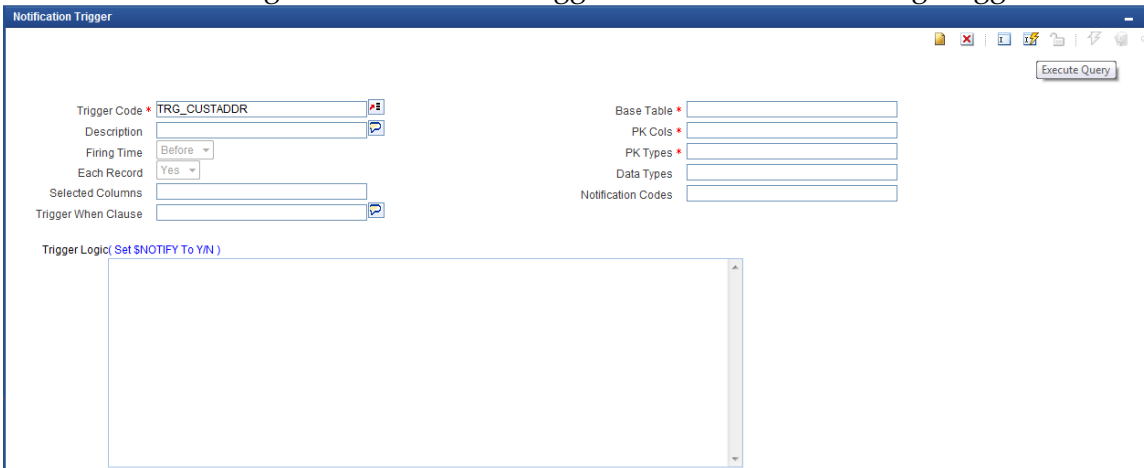 Notification Trigger
Execute Query
Trigger Code * TRG_CUSTADDR
Base Table *
Description
PK Cols *
Firing Time Before
PK Types *
Each Record Yes
Data Types
Selected Columns
Notification Codes
Trigger When Clause
Trigger Logic( Set $NOTIFY To Y/N )